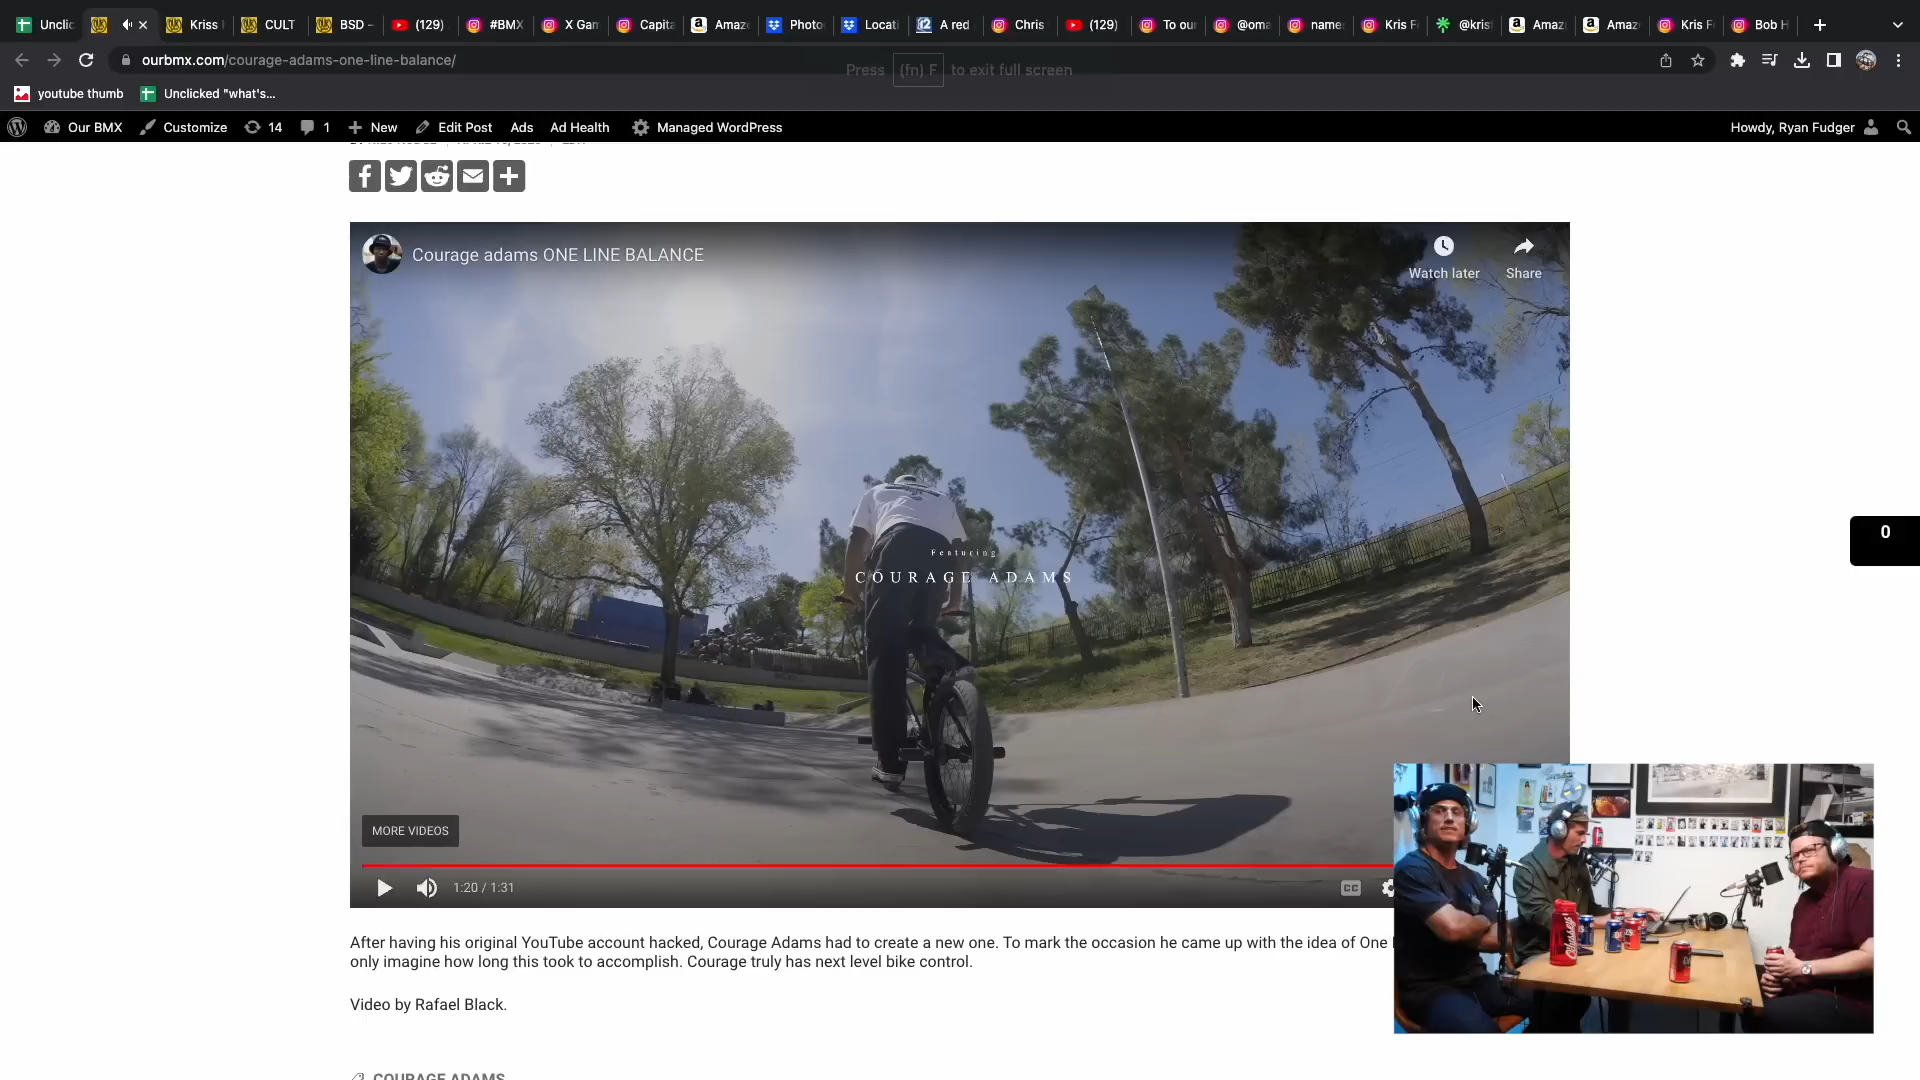 Unclic
Kriss
CULT
BSD -
(129)
#BMX
X Gam
Capita
Amaz
Photo
Locati
A red
Chris
(129)
To our
@oma
name
Kris F
@kris
Amaz
Amaz
Kris F
Bob H
ourbmx.com/courage-adams-one-line-balance/
Press (fn) F to exit full screen
youtube thumb
Unclicked "what's...
Our BMX
Customize
14
1
New
Edit Post
Ads
Ad Health
Managed WordPress
Howdy, Ryan Fudger
Courage adams ONE LINE BALANCE
Watch later
Share
0
Featuring
COURAGE ADAMS
MORE VIDEOS
1:20 / 1:31
CC
After having his original YouTube account hacked, Courage Adams had to create a new one. To mark the occasion he came up with the idea of One
only imagine how long this took to accomplish. Courage truly has next level bike control.
Video by Rafael Black.
COURAGE ADAMS